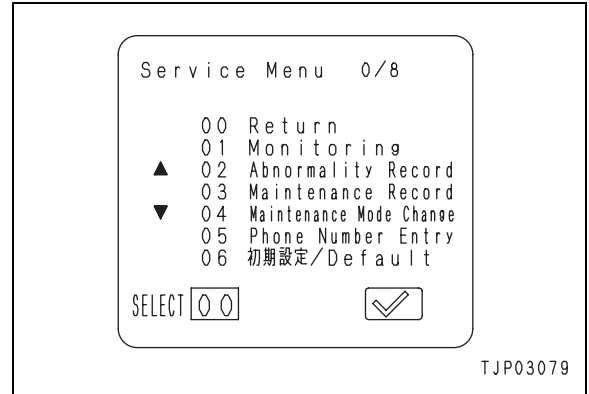 Service Menu 0/8
00 Return
01 Monitoring
▲ 02 Abnormality Record
03 Maintenance Record
▼ 04 Maintenance Mode Change
05 Phone Number Entry
06 初期設定/Default
SELECT 00
TJP03079